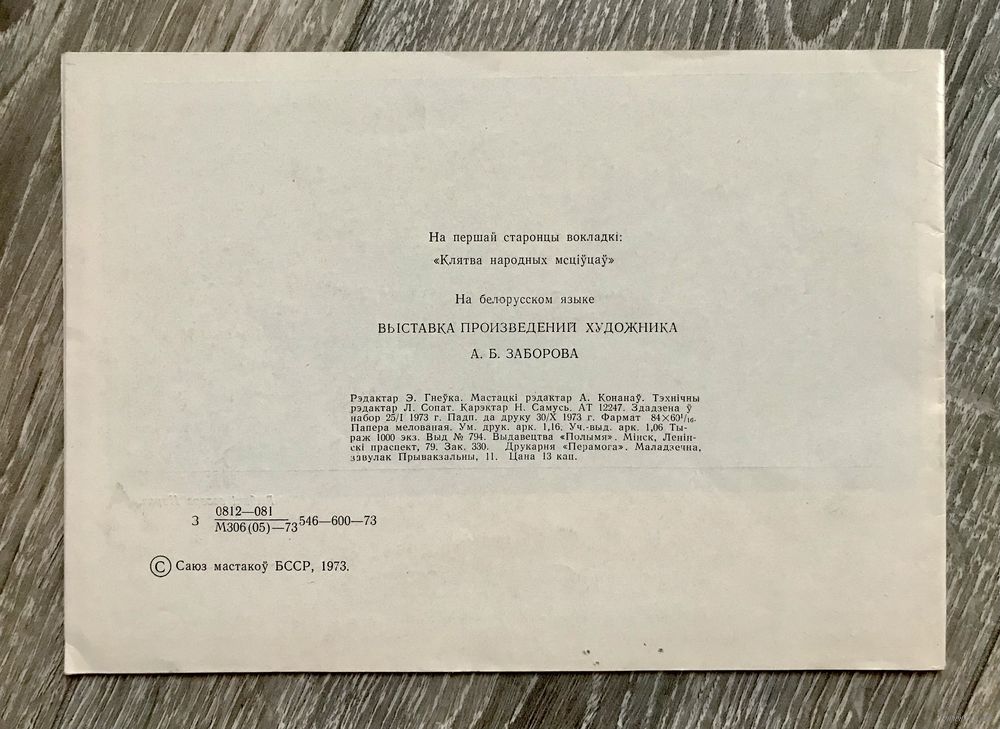 На першай старонцы вокладкі:
«Клятва народных мсціўцаў»
На белорусском языке
ВЫСТАВКА ПРОИЗВЕДЕНИЙ ХУДОЖНИКА
А. Б. ЗАБОРОВА
Рэдактар Э. Гнеўка. Мастацкі рэдактар А. Конанаў. Тэхнічны
рэдактар Л. Сопат. Карэктар Н. Самусь. АТ 12247. Здадзена ў
набор 25/I 1973 г. Падп. да друку 30/X 1973 г. Фармат 84×60¹/₁₆.
Папера мелованая. Ум. друк. арк. 1,16. Уч.-выд. арк. 1,06 Ты-
раж 1000 экз. Выд № 794. Выдавецтва «Полымя». Мінск, Ленін-
скі праспект, 79. Зак. 330. Друкарня «Перамога». Маладзечна,
завулак Прывакзальны, 11. Цана 13 кап.
З 0812—081
М306(05)—73 546—600—73
© Саюз мастакоў БССР, 1973.